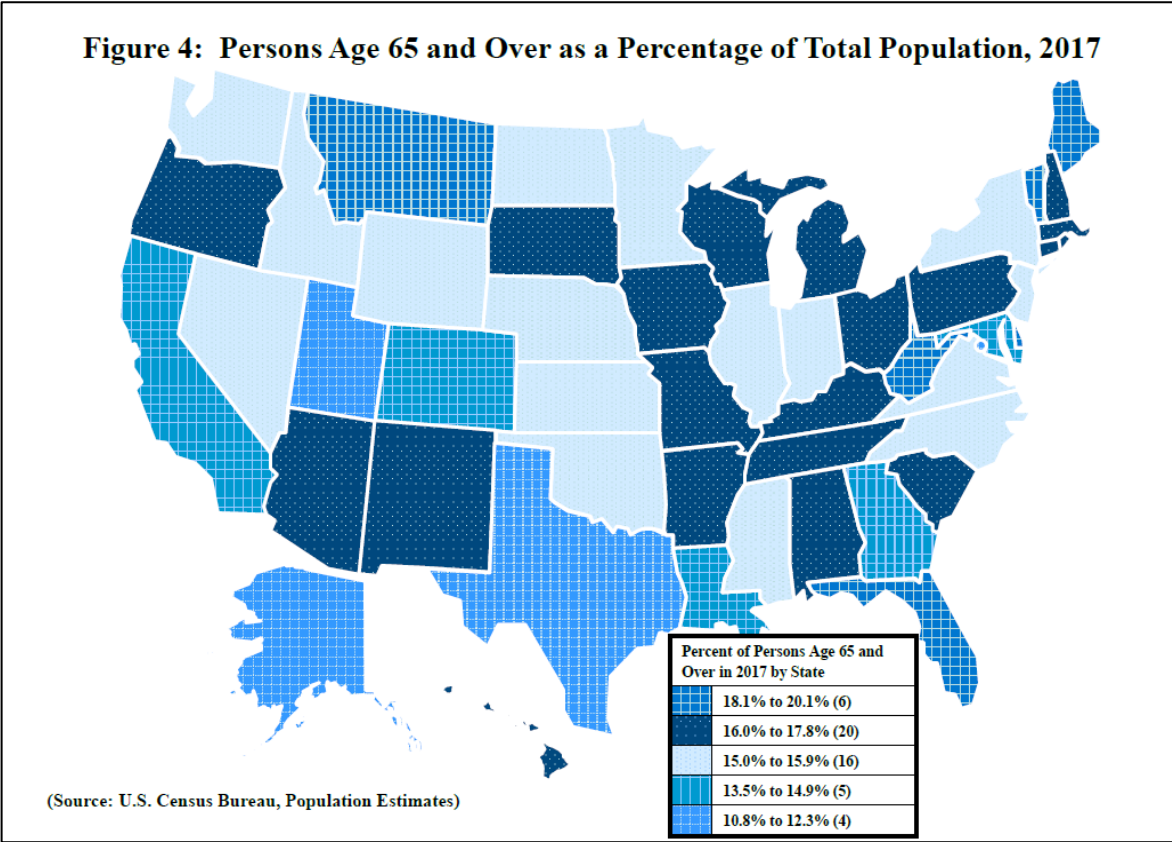 Figure 4: Persons Age 65 and Over as a Percentage of Total Population, 2017
Percent of Persons Age 65 and
Over in 2017 by State
18.1% to 20.1% (6)
16.0% to 17.8% (20)
15.0% to 15.9% (16)
13.5% to 14.9% (5)
10.8% to 12.3% (4)
(Source: U.S. Census Bureau, Population Estimates)